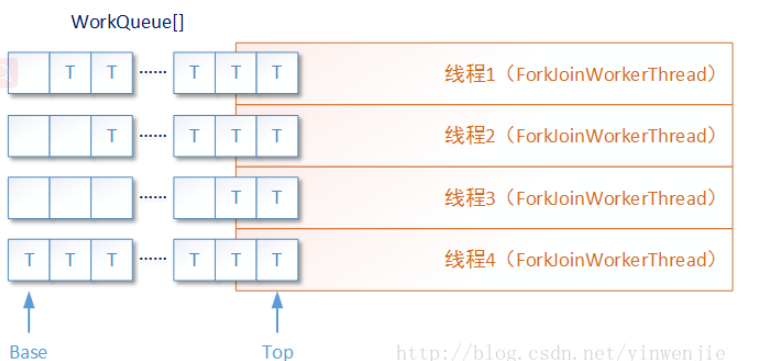 WorkQueue[]
T T ...... T T T 线程1（ForkJoinWorkerThread）
T ...... T T T 线程2（ForkJoinWorkerThread）
...... T T 线程3（ForkJoinWorkerThread）
T T T ...... T T T 线程4（ForkJoinWorkerThread）
Base Top http://blog.csdn.net/yinwenjie